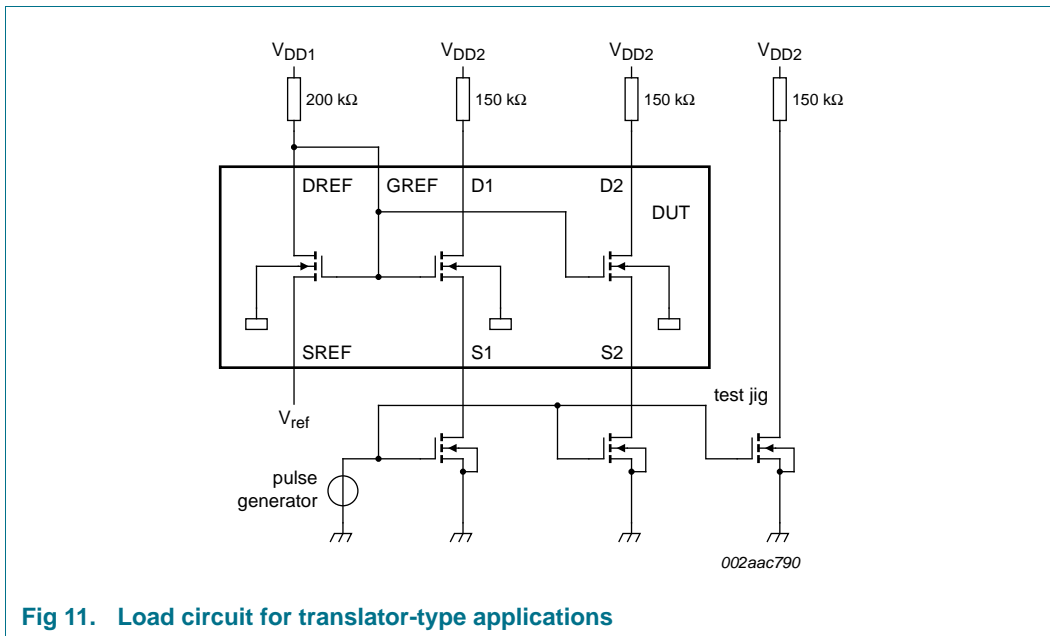 VDD1 VDD2 VDD2 VDD2
200 kΩ 150 kΩ 150 kΩ 150 kΩ
DREF GREF D1 D2
DUT
SREF S1 S2
test jig
Vref
pulse
generator
002aac790
Fig 11. Load circuit for translator-type applications